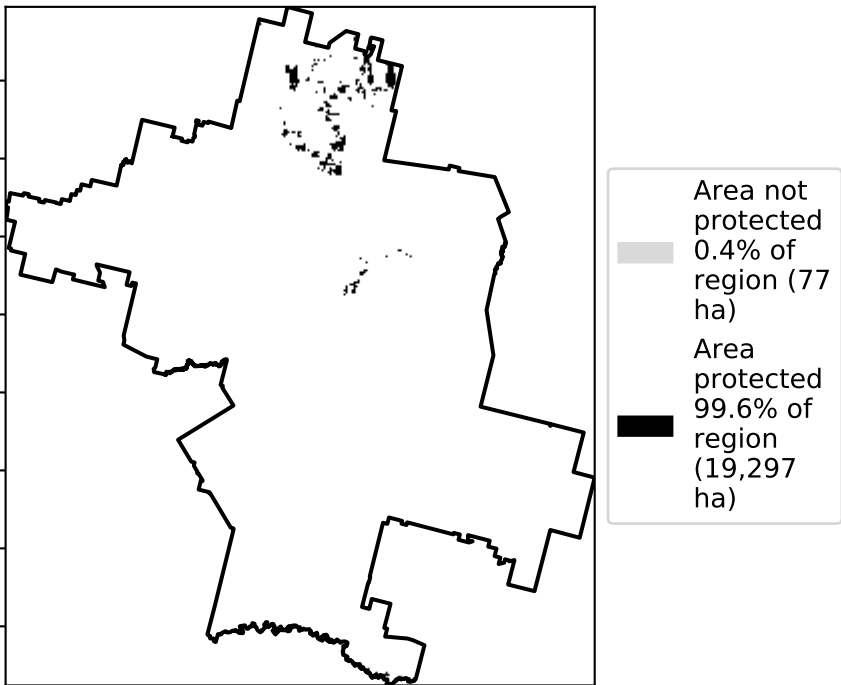 Area not
protected
0.4% of
region (77
ha)
Area
protected
99.6% of
region
(19,297
ha)